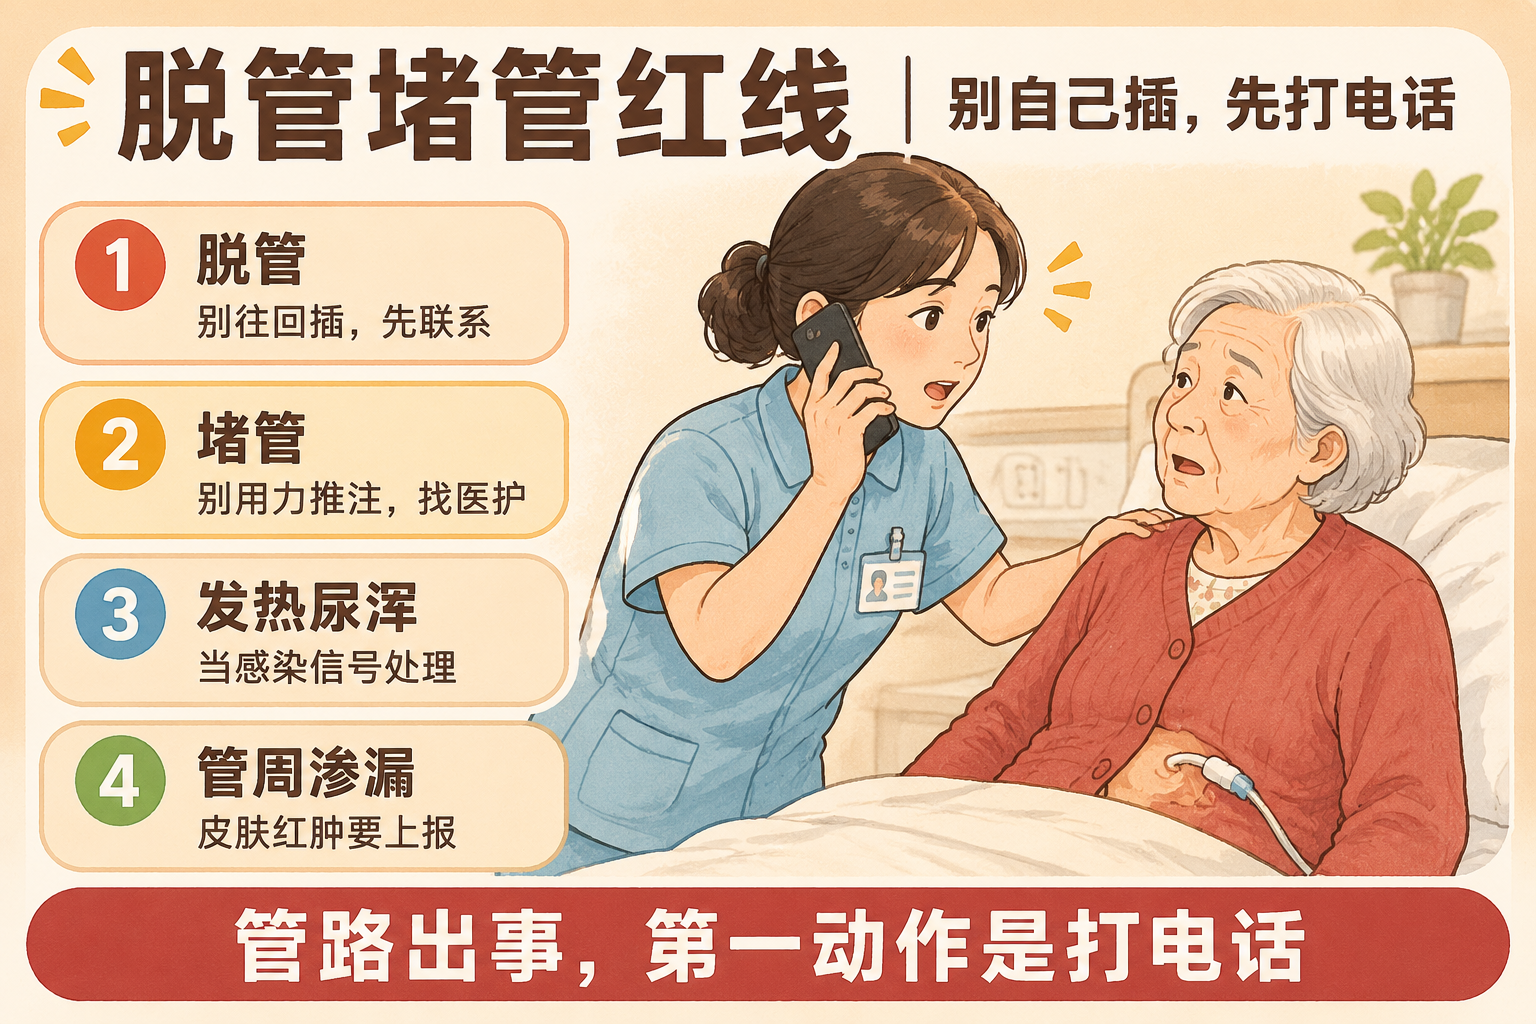 脱管堵管红线
别自己插，先打电话
1
脱管
别往回插，先联系
2
堵管
别用力推注，找医护
3
发热尿浑
当感染信号处理
4
管周渗漏
皮肤红肿要上报
管路出事，第一动作是打电话